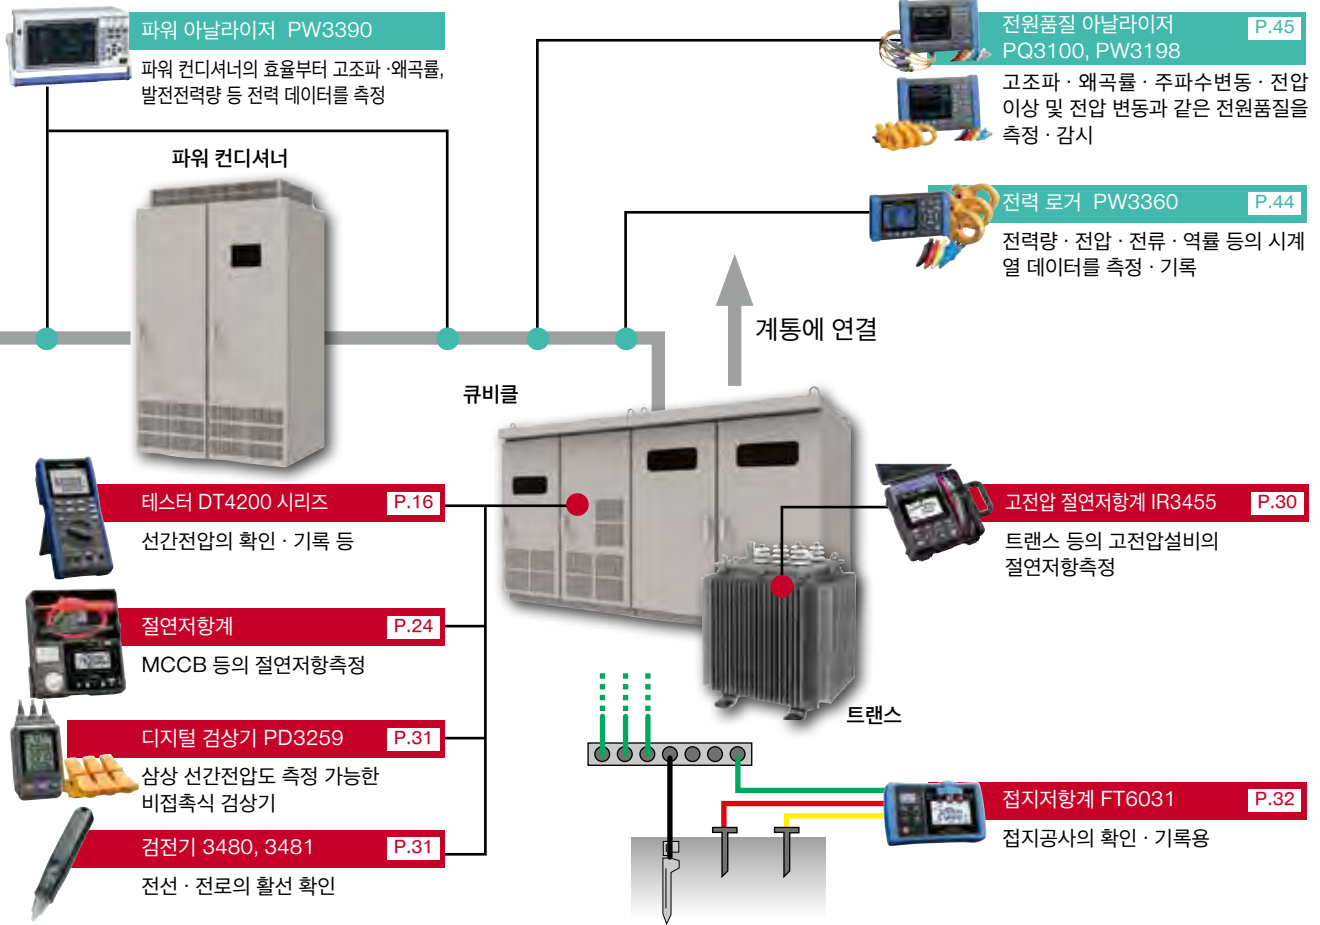 파워 아날라이저 PW3390
파워 컨디셔너의 효율부터 고조파 ·왜곡률,
발전전력량 등 전력 데이터를 측정
전원품질 아날라이저
PQ3100, PW3198
P.45
고조파 · 왜곡률 · 주파수변동 · 전압
이상 및 전압 변동과 같은 전원품질을
측정 · 감시
파워 컨디셔너
전력 로거 PW3360
P.44
전력량 · 전압 · 전류 · 역률 등의 시계
열 데이터를 측정 · 기록
계통에 연결
큐비클
테스터 DT4200 시리즈
P.16
선간전압의 확인 · 기록 등
고전압 절연저항계 IR3455
P.30
트랜스 등의 고전압설비의
절연저항측정
절연저항계
P.24
MCCB 등의 절연저항측정
트랜스
디지털 검상기 PD3259
P.31
삼상 선간전압도 측정 가능한
비접촉식 검상기
접지저항계 FT6031
P.32
접지공사의 확인 · 기록용
검전기 3480, 3481
P.31
전선 · 전로의 활선 확인